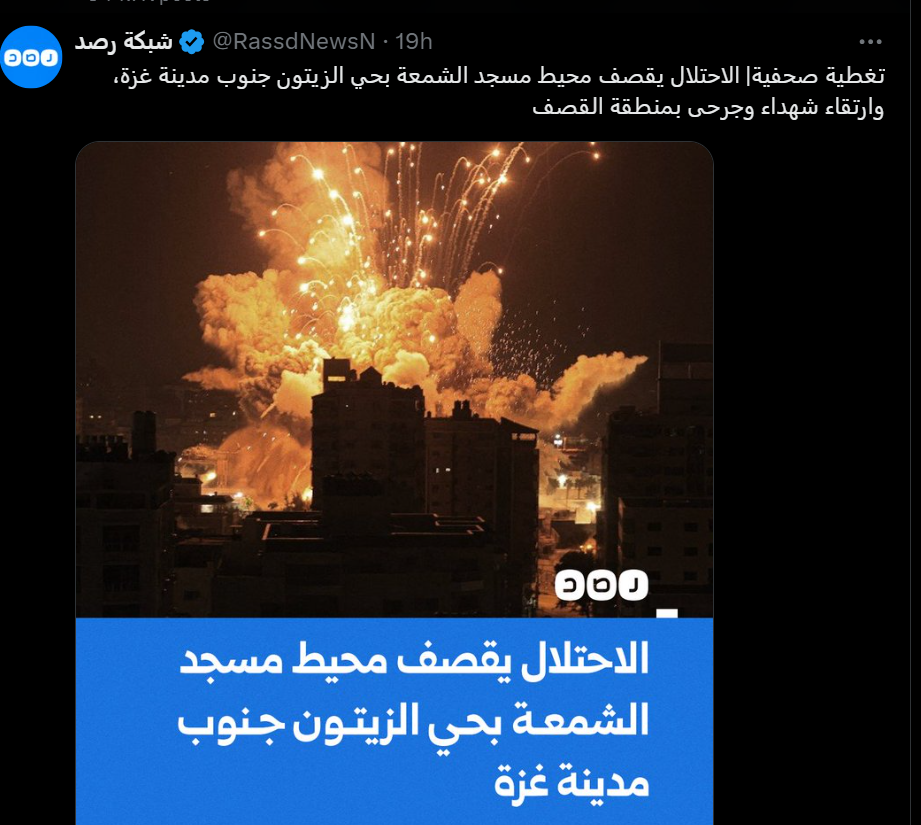 شبكة رصد @RassdNewsN · 19h
تغطية صحفية| الاحتلال يقصف محيط مسجد الشمعة بحي الزيتون جنوب مدينة غزة،
وارتقاء شهداء وجرحى بمنطقة القصف
رصد
الاحتلال يقصف محيط مسجد
الشمعة بحي الزيتون جنوب
مدينة غزة